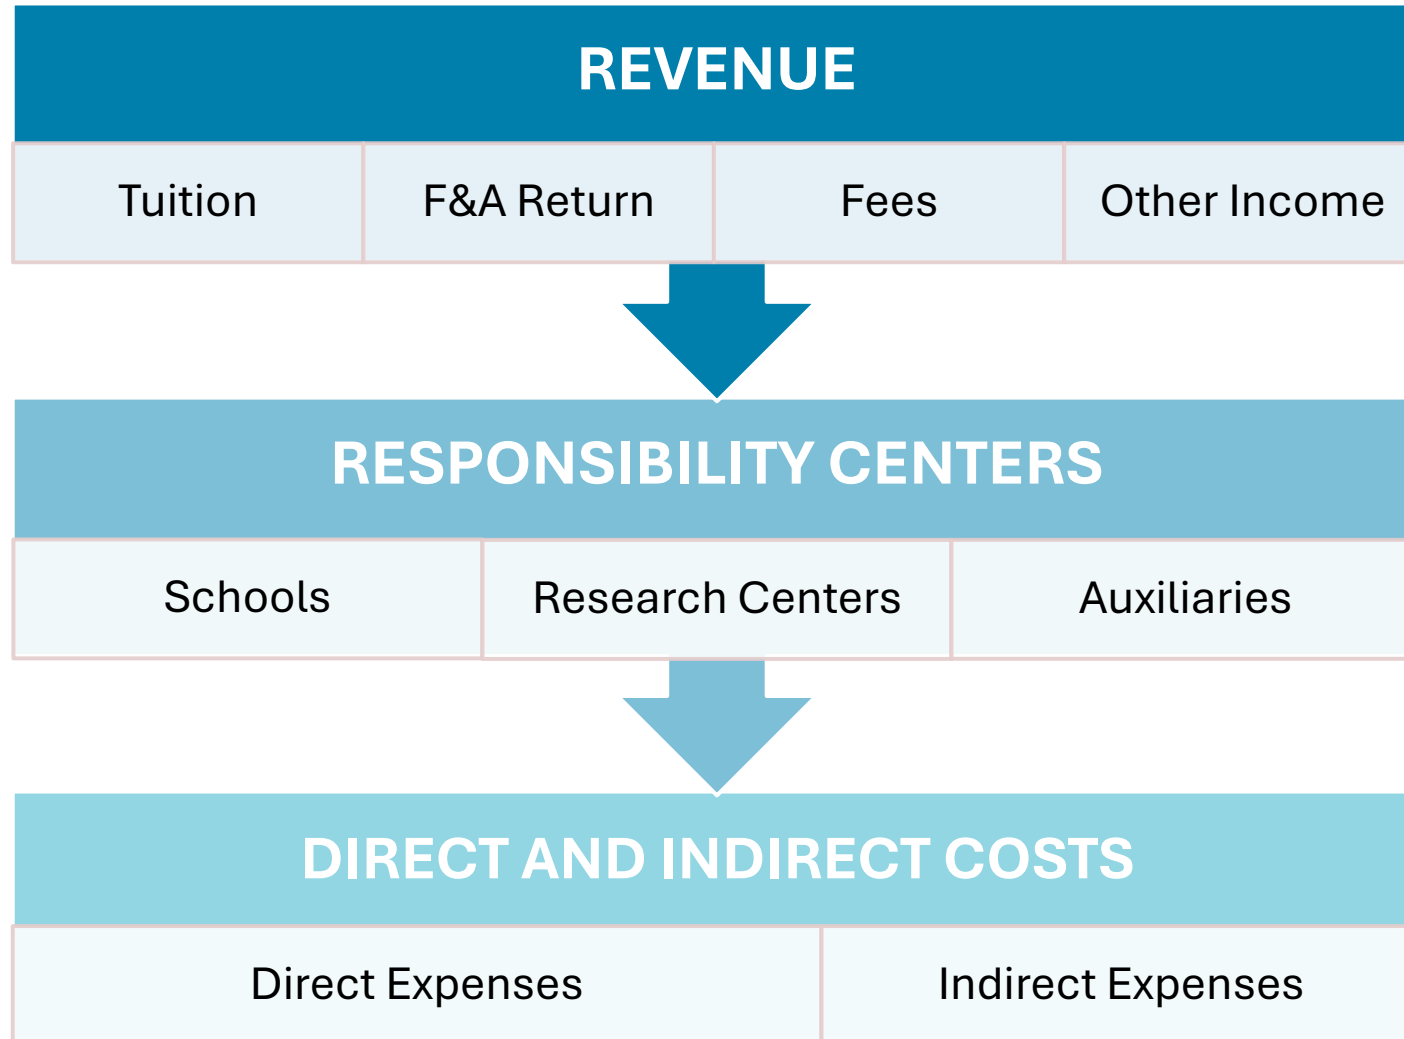 REVENUE
Tuition
F&A Return
Fees
Other Income
RESPONSIBILITY CENTERS
Schools
Research Centers
Auxiliaries
DIRECT AND INDIRECT COSTS
Direct Expenses
Indirect Expenses